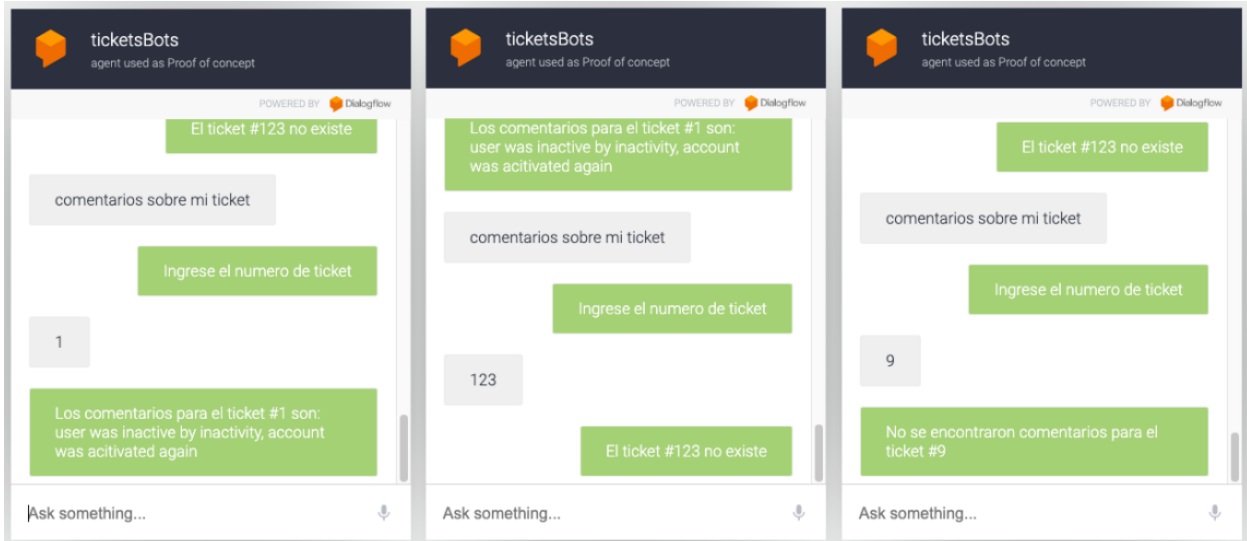 ticketsBots
agent used as Proof of concept
POWERED BY Dialogflow
El ticket #123 no existe
comentarios sobre mi ticket
Ingrese el numero de ticket
1
Los comentarios para el ticket #1 son:
user was inactive by inactivity, account
was acitivated again
Ask something...
ticketsBots
agent used as Proof of concept
POWERED BY Dialogflow
Los comentarios para el ticket #1 son:
user was inactive by inactivity, account
was acitivated again
comentarios sobre mi ticket
Ingrese el numero de ticket
123
El ticket #123 no existe
Ask something...
ticketsBots
agent used as Proof of concept
POWERED BY Dialogflow
El ticket #123 no existe
comentarios sobre mi ticket
Ingrese el numero de ticket
9
No se encontraron comentarios para el
ticket #9
Ask something...